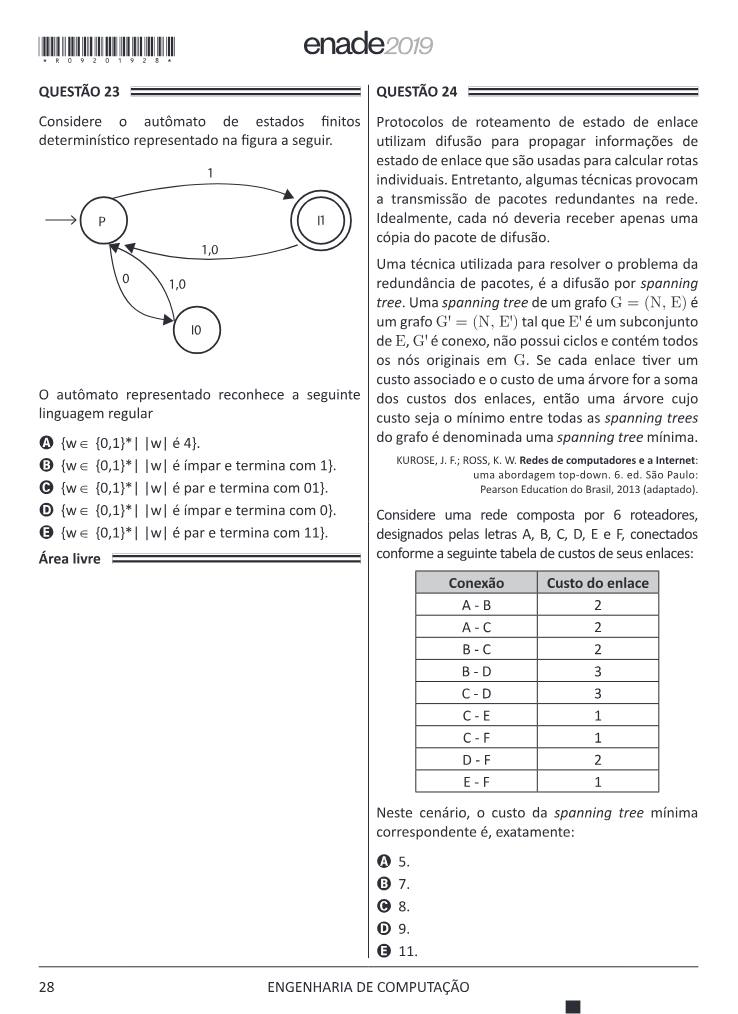 *R09201928*
enade2019
QUESTÃO 23
Considere o autômato de estados finitos
determinístico representado na figura a seguir.
1
P
I1
1,0
0
1,0
I0
O autômato representado reconhece a seguinte
linguagem regular
A {w ∈ {0,1}*| |w| é 4}.
B {w ∈ {0,1}*| |w| é ímpar e termina com 1}.
C {w ∈ {0,1}*| |w| é par e termina com 01}.
D {w ∈ {0,1}*| |w| é ímpar e termina com 0}.
E {w ∈ {0,1}*| |w| é par e termina com 11}.
Área livre
QUESTÃO 24
Protocolos de roteamento de estado de enlace
utilizam difusão para propagar informações de
estado de enlace que são usadas para calcular rotas
individuais. Entretanto, algumas técnicas provocam
a transmissão de pacotes redundantes na rede.
Idealmente, cada nó deveria receber apenas uma
cópia do pacote de difusão.
Uma técnica utilizada para resolver o problema da
redundância de pacotes, é a difusão por spanning
tree. Uma spanning tree de um grafo G = (N, E) é
um grafo G' = (N, E') tal que E' é um subconjunto
de E, G' é conexo, não possui ciclos e contém todos
os nós originais em G. Se cada enlace tiver um
custo associado e o custo de uma árvore for a soma
dos custos dos enlaces, então uma árvore cujo
custo seja o mínimo entre todas as spanning trees
do grafo é denominada uma spanning tree mínima.
KUROSE, J. F.; ROSS, K. W. Redes de computadores e a Internet:
uma abordagem top-down. 6. ed. São Paulo:
Pearson Education do Brasil, 2013 (adaptado).
Considere uma rede composta por 6 roteadores,
designados pelas letras A, B, C, D, E e F, conectados
conforme a seguinte tabela de custos de seus enlaces:
Conexão Custo do enlace
A - B 2
A - C 2
B - C 2
B - D 3
C - D 3
C - E 1
C - F 1
D - F 2
E - F 1
Neste cenário, o custo da spanning tree mínima
correspondente é, exatamente:
A 5.
B 7.
C 8.
D 9.
E 11.
28
ENGENHARIA DE COMPUTAÇÃO